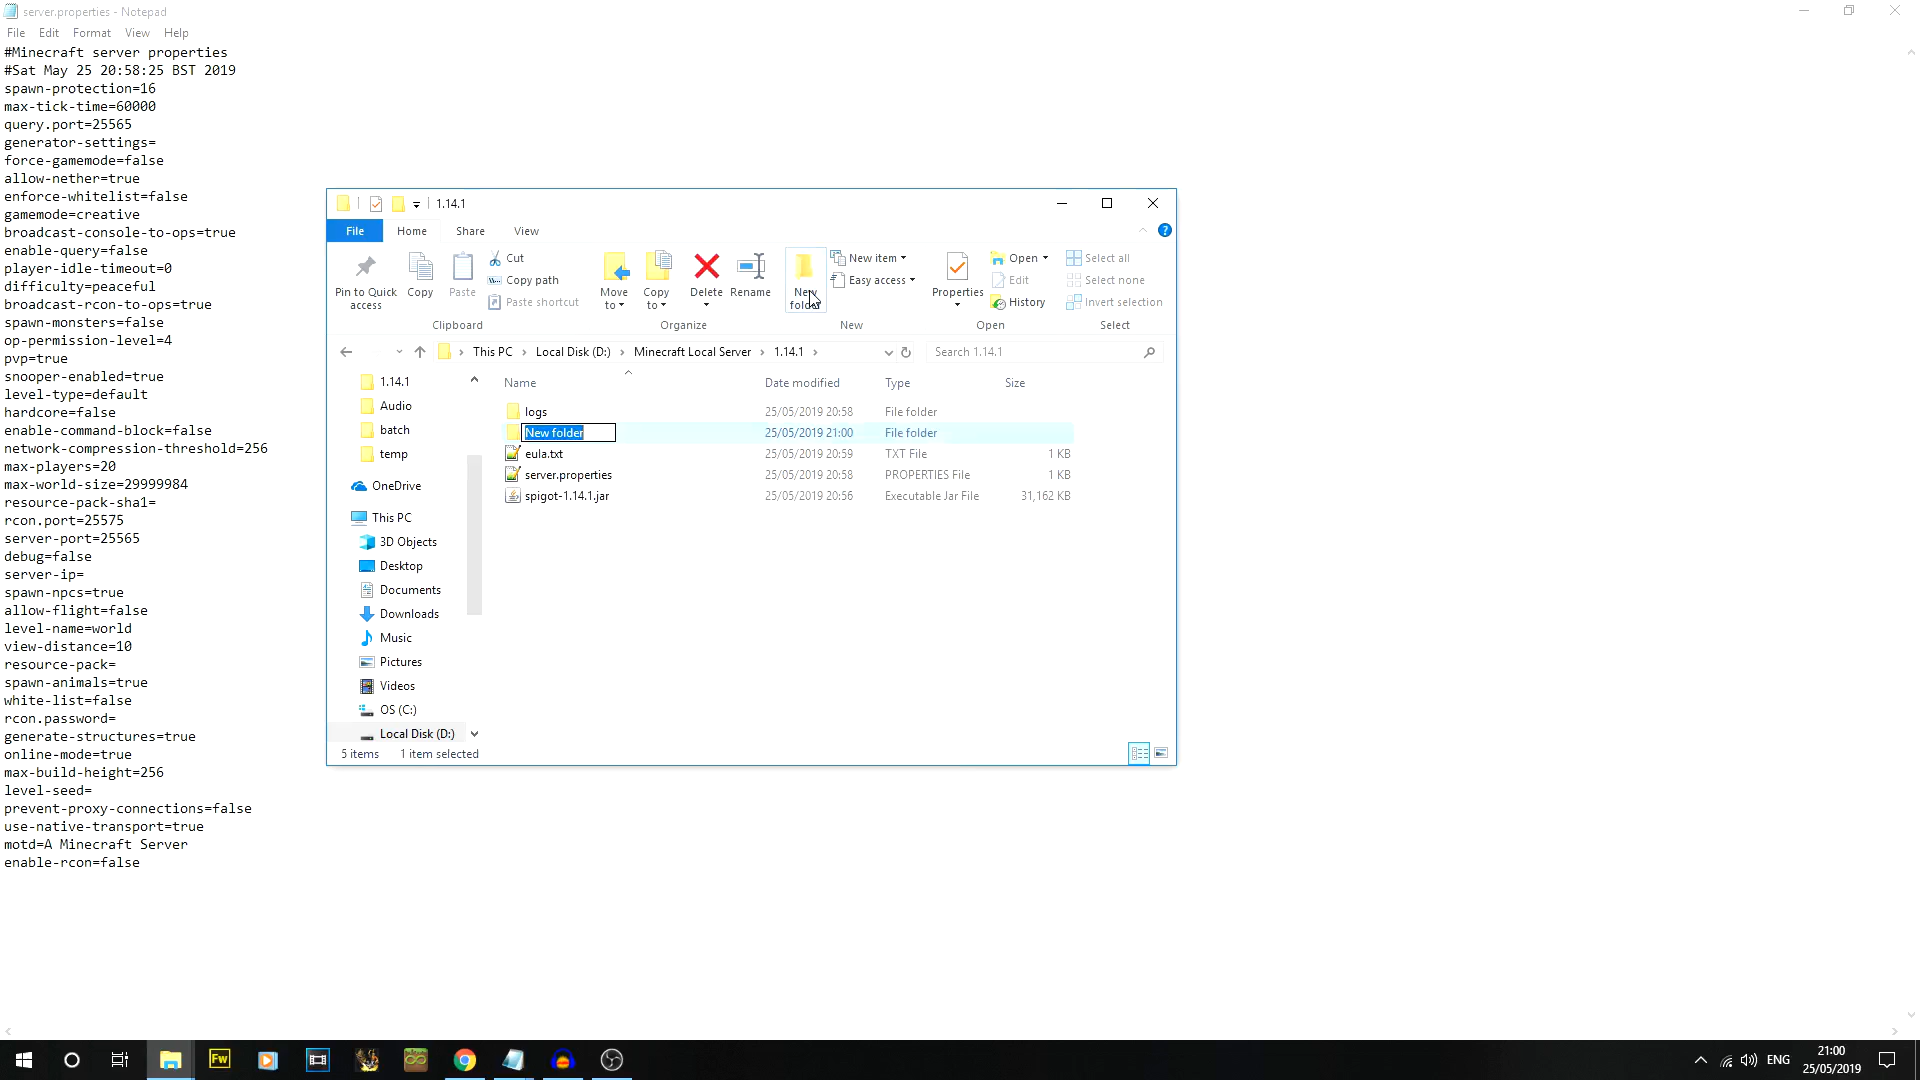 server.properties - Notepad
File Edit Format View Help
#Minecraft server properties
#Sat May 25 20:58:25 BST 2019
spawn-protection=16
max-tick-time=60000
query.port=25565
generator-settings=
force-gamemode=false
allow-nether=true
enforce-whitelist=false
gamemode=creative
broadcast-console-to-ops=true
enable-query=false
player-idle-timeout=0
difficulty=peaceful
broadcast-rcon-to-ops=true
spawn-monsters=false
op-permission-level=4
pvp=true
snooper-enabled=true
level-type=default
hardcore=false
enable-command-block=false
network-compression-threshold=256
max-players=20
max-world-size=29999984
resource-pack-sha1=
rcon.port=25575
server-port=25565
debug=false
server-ip=
spawn-npcs=true
allow-flight=false
level-name=world
view-distance=10
resource-pack=
spawn-animals=true
white-list=false
rcon.password=
generate-structures=true
online-mode=true
max-build-height=256
level-seed=
prevent-proxy-connections=false
use-native-transport=true
motd=A Minecraft Server
enable-rcon=false
1.14.1
File Home Share View
Pin to Quick access
Copy
Paste
Cut
Copy path
Paste shortcut
Clipboard
Move to
Copy to
Delete
Rename
Organize
New folder
New item
Easy access
New
Properties
Open
Edit
History
Open
Select all
Select none
Invert selection
Select
This PC > Local Disk (D:) > Minecraft Local Server > 1.14.1 >
Search 1.14.1
1.14.1
Audio
batch
temp
OneDrive
This PC
3D Objects
Desktop
Documents
Downloads
Music
Pictures
Videos
OS (C:)
Local Disk (D:)
Name Date modified Type Size
logs 25/05/2019 20:58 File folder
New folder 25/05/2019 21:00 File folder
eula.txt 25/05/2019 20:59 TXT File 1 KB
server.properties 25/05/2019 20:58 PROPERTIES File 1 KB
spigot-1.14.1.jar 25/05/2019 20:56 Executable Jar File 31,162 KB
5 items 1 item selected
Fw
ENG
21:00
25/05/2019